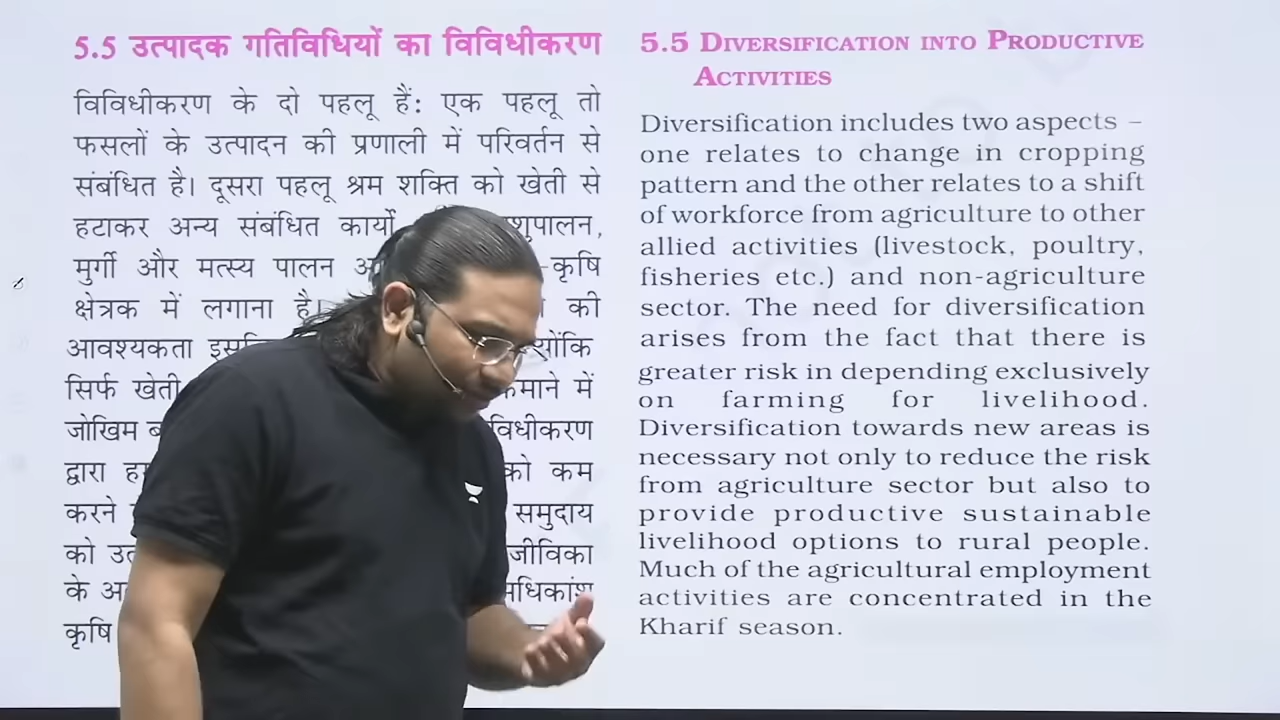 5.5 उत्पादक गतिविधियों का विविधीकरण
विविधीकरण के दो पहलू हैं: एक पहलू तो
फसलों के उत्पादन की प्रणाली में परिवर्तन से
संबंधित है। दूसरा पहलू श्रम शक्ति को खेती से
हटाकर अन्य संबंधित कार्यों
मुर्गी और मत्स्य पालन कृषि
क्षेत्रक में लगाना है। की
आवश्यकता
सिर्फ खेती कमाने में
जोखिम
द्वारा को कम
करने समुदाय
को
के
कृषि
5.5 DIVERSIFICATION INTO PRODUCTIVE
ACTIVITIES
Diversification includes two aspects –
one relates to change in cropping
pattern and the other relates to a shift
of workforce from agriculture to other
allied activities (livestock, poultry,
fisheries etc.) and non-agriculture
sector. The need for diversification
arises from the fact that there is
greater risk in depending exclusively
on farming for livelihood.
Diversification towards new areas is
necessary not only to reduce the risk
from agriculture sector but also to
provide productive sustainable
livelihood options to rural people.
Much of the agricultural employment
activities are concentrated in the
Kharif season.